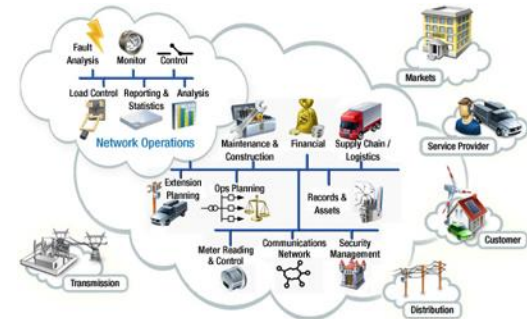 Fault
Analysis
Monitor
Control
Load Control
Reporting &
Statistics
Analysis
Network Operations
Markets
Maintenance &
Construction
Financial
Supply Chain /
Logistics
Service Provider
Extension
Planning
Ops Planning
Records &
Assets
Customer
Meter Reading
& Control
Communications
Network
Security
Management
Transmission
Distribution